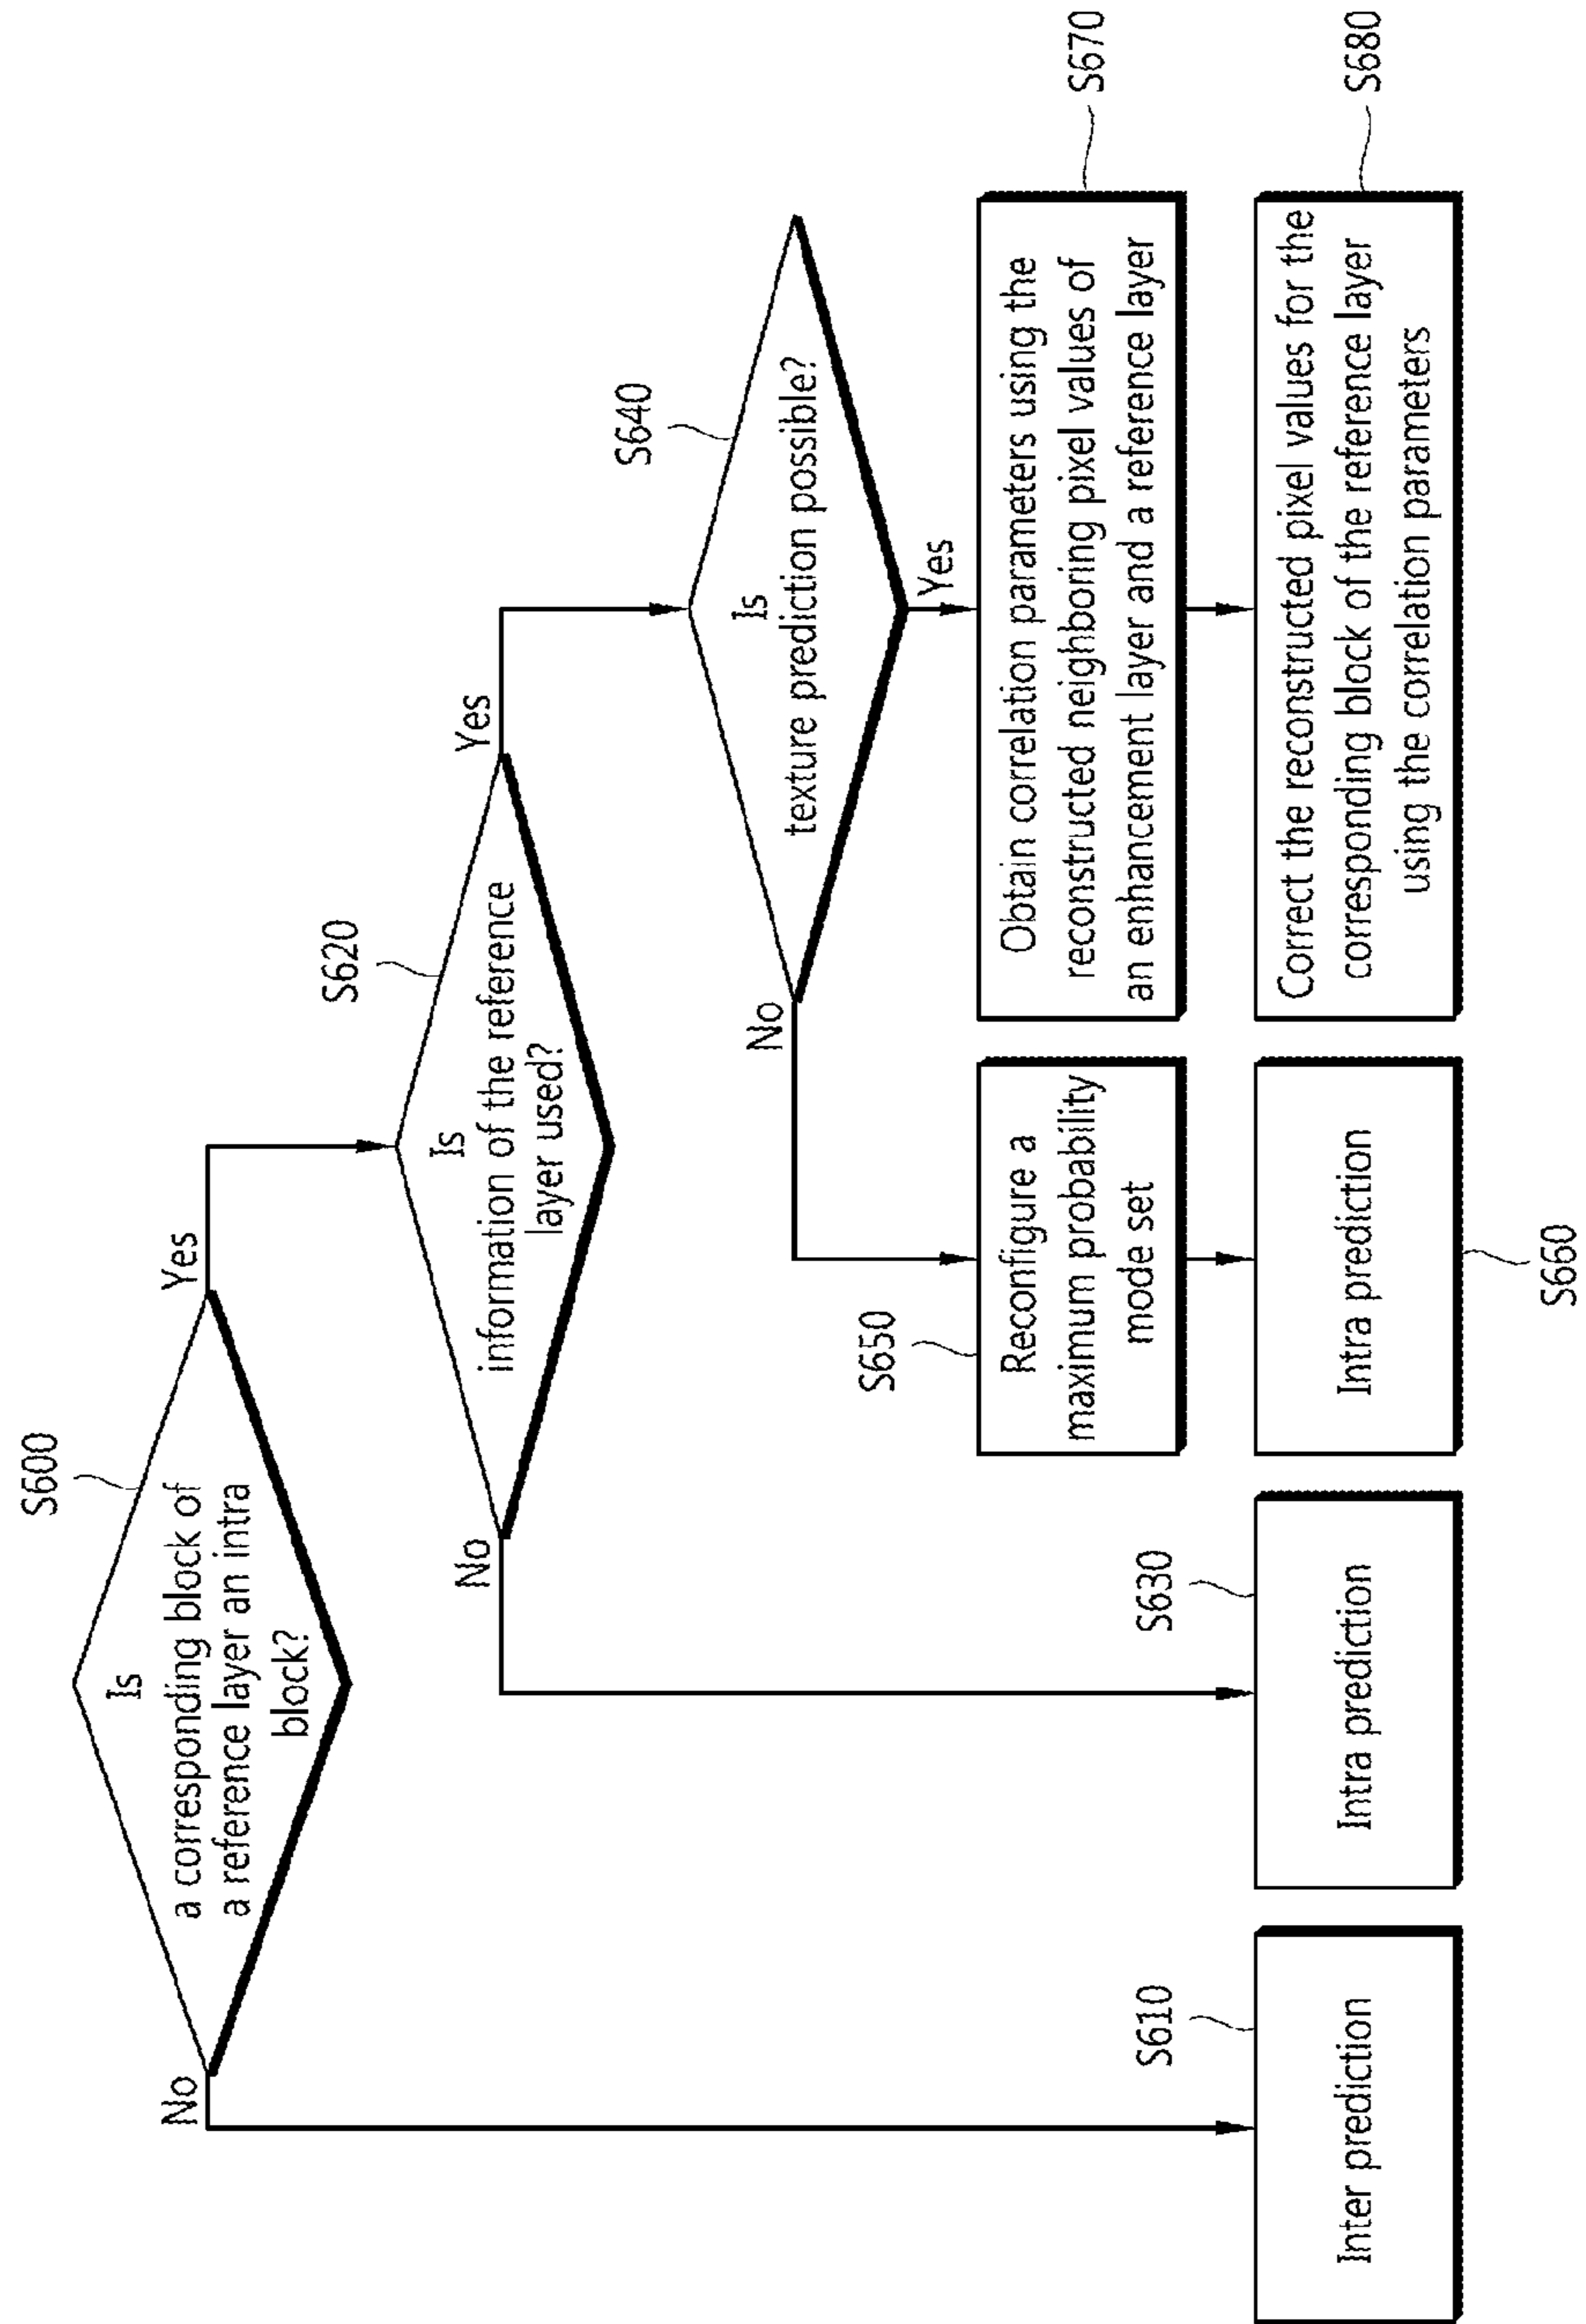 S600
Is
a corresponding block of
a reference layer an intra
block?
No
Yes
S620
Is
information of the reference
layer used?
No
Yes
S640
Is
texture prediction possible?
No
Yes
S610
Inter prediction
S630
Intra prediction
S650
Reconfigure a
maximum probability
mode set
Intra prediction
S660
Obtain correlation parameters using the
reconstructed neighboring pixel values of
an enhancement layer and a reference layer
S670
Correct the reconstructed pixel values for the
corresponding block of the reference layer
using the correlation parameters
S680